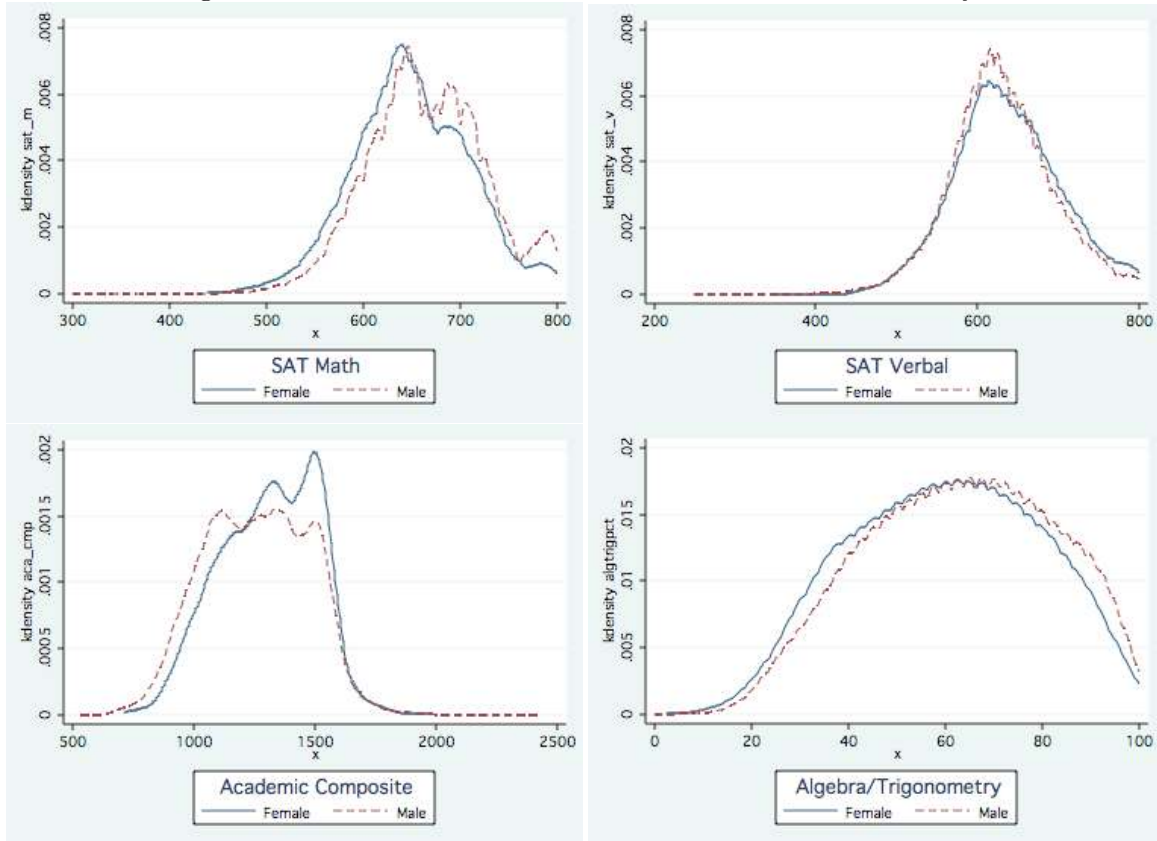 kdensity sat_m
0 .002 .004 .006 .008
300 400 500 600 700 800
x
SAT Math
Female Male
kdensity sat_v
0 .002 .004 .006 .008
200 400 600 800
x
SAT Verbal
Female Male
kdensity aca_cmp
0 .0005 .001 .0015 .002
500 1000 1500 2000 2500
x
Academic Composite
Female Male
kdensity algtrigpct
0 .005 .01 .015 .02
0 20 40 60 80 100
x
Algebra/Trigonometry
Female Male